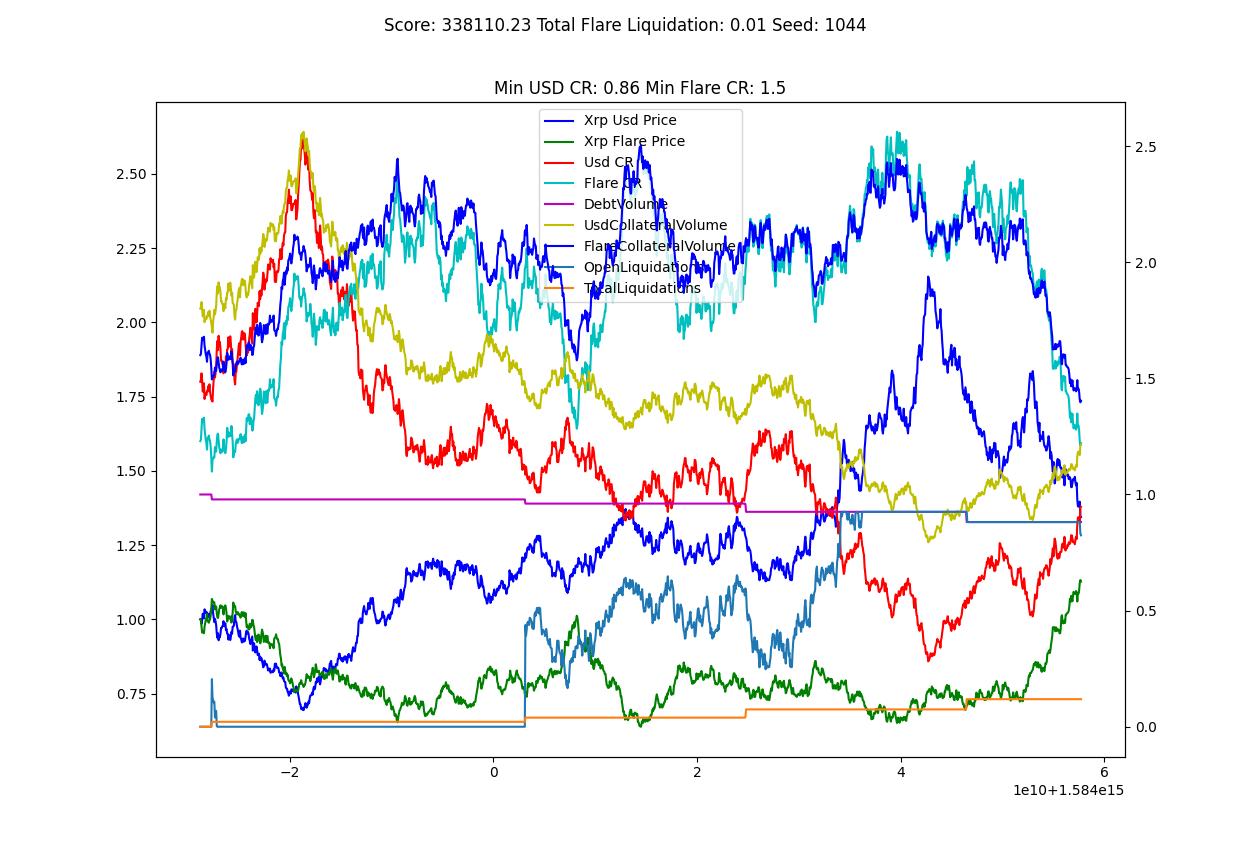 Score: 338110.23 Total Flare Liquidation: 0.01 Seed: 1044
Min USD CR: 0.86 Min Flare CR: 1.5
Xrp Usd Price
Xrp Flare Price
Usd CR
Flare CR
DebtVolume
UsdCollateralVolume
FlareCollateralVolume
OpenLiquidations
TotalLiquidations
2.50
2.25
2.00
1.75
1.50
1.25
1.00
0.75
2.5
2.0
1.5
1.0
0.5
0.0
−2 0 2 4 6
1e10+1.584e15